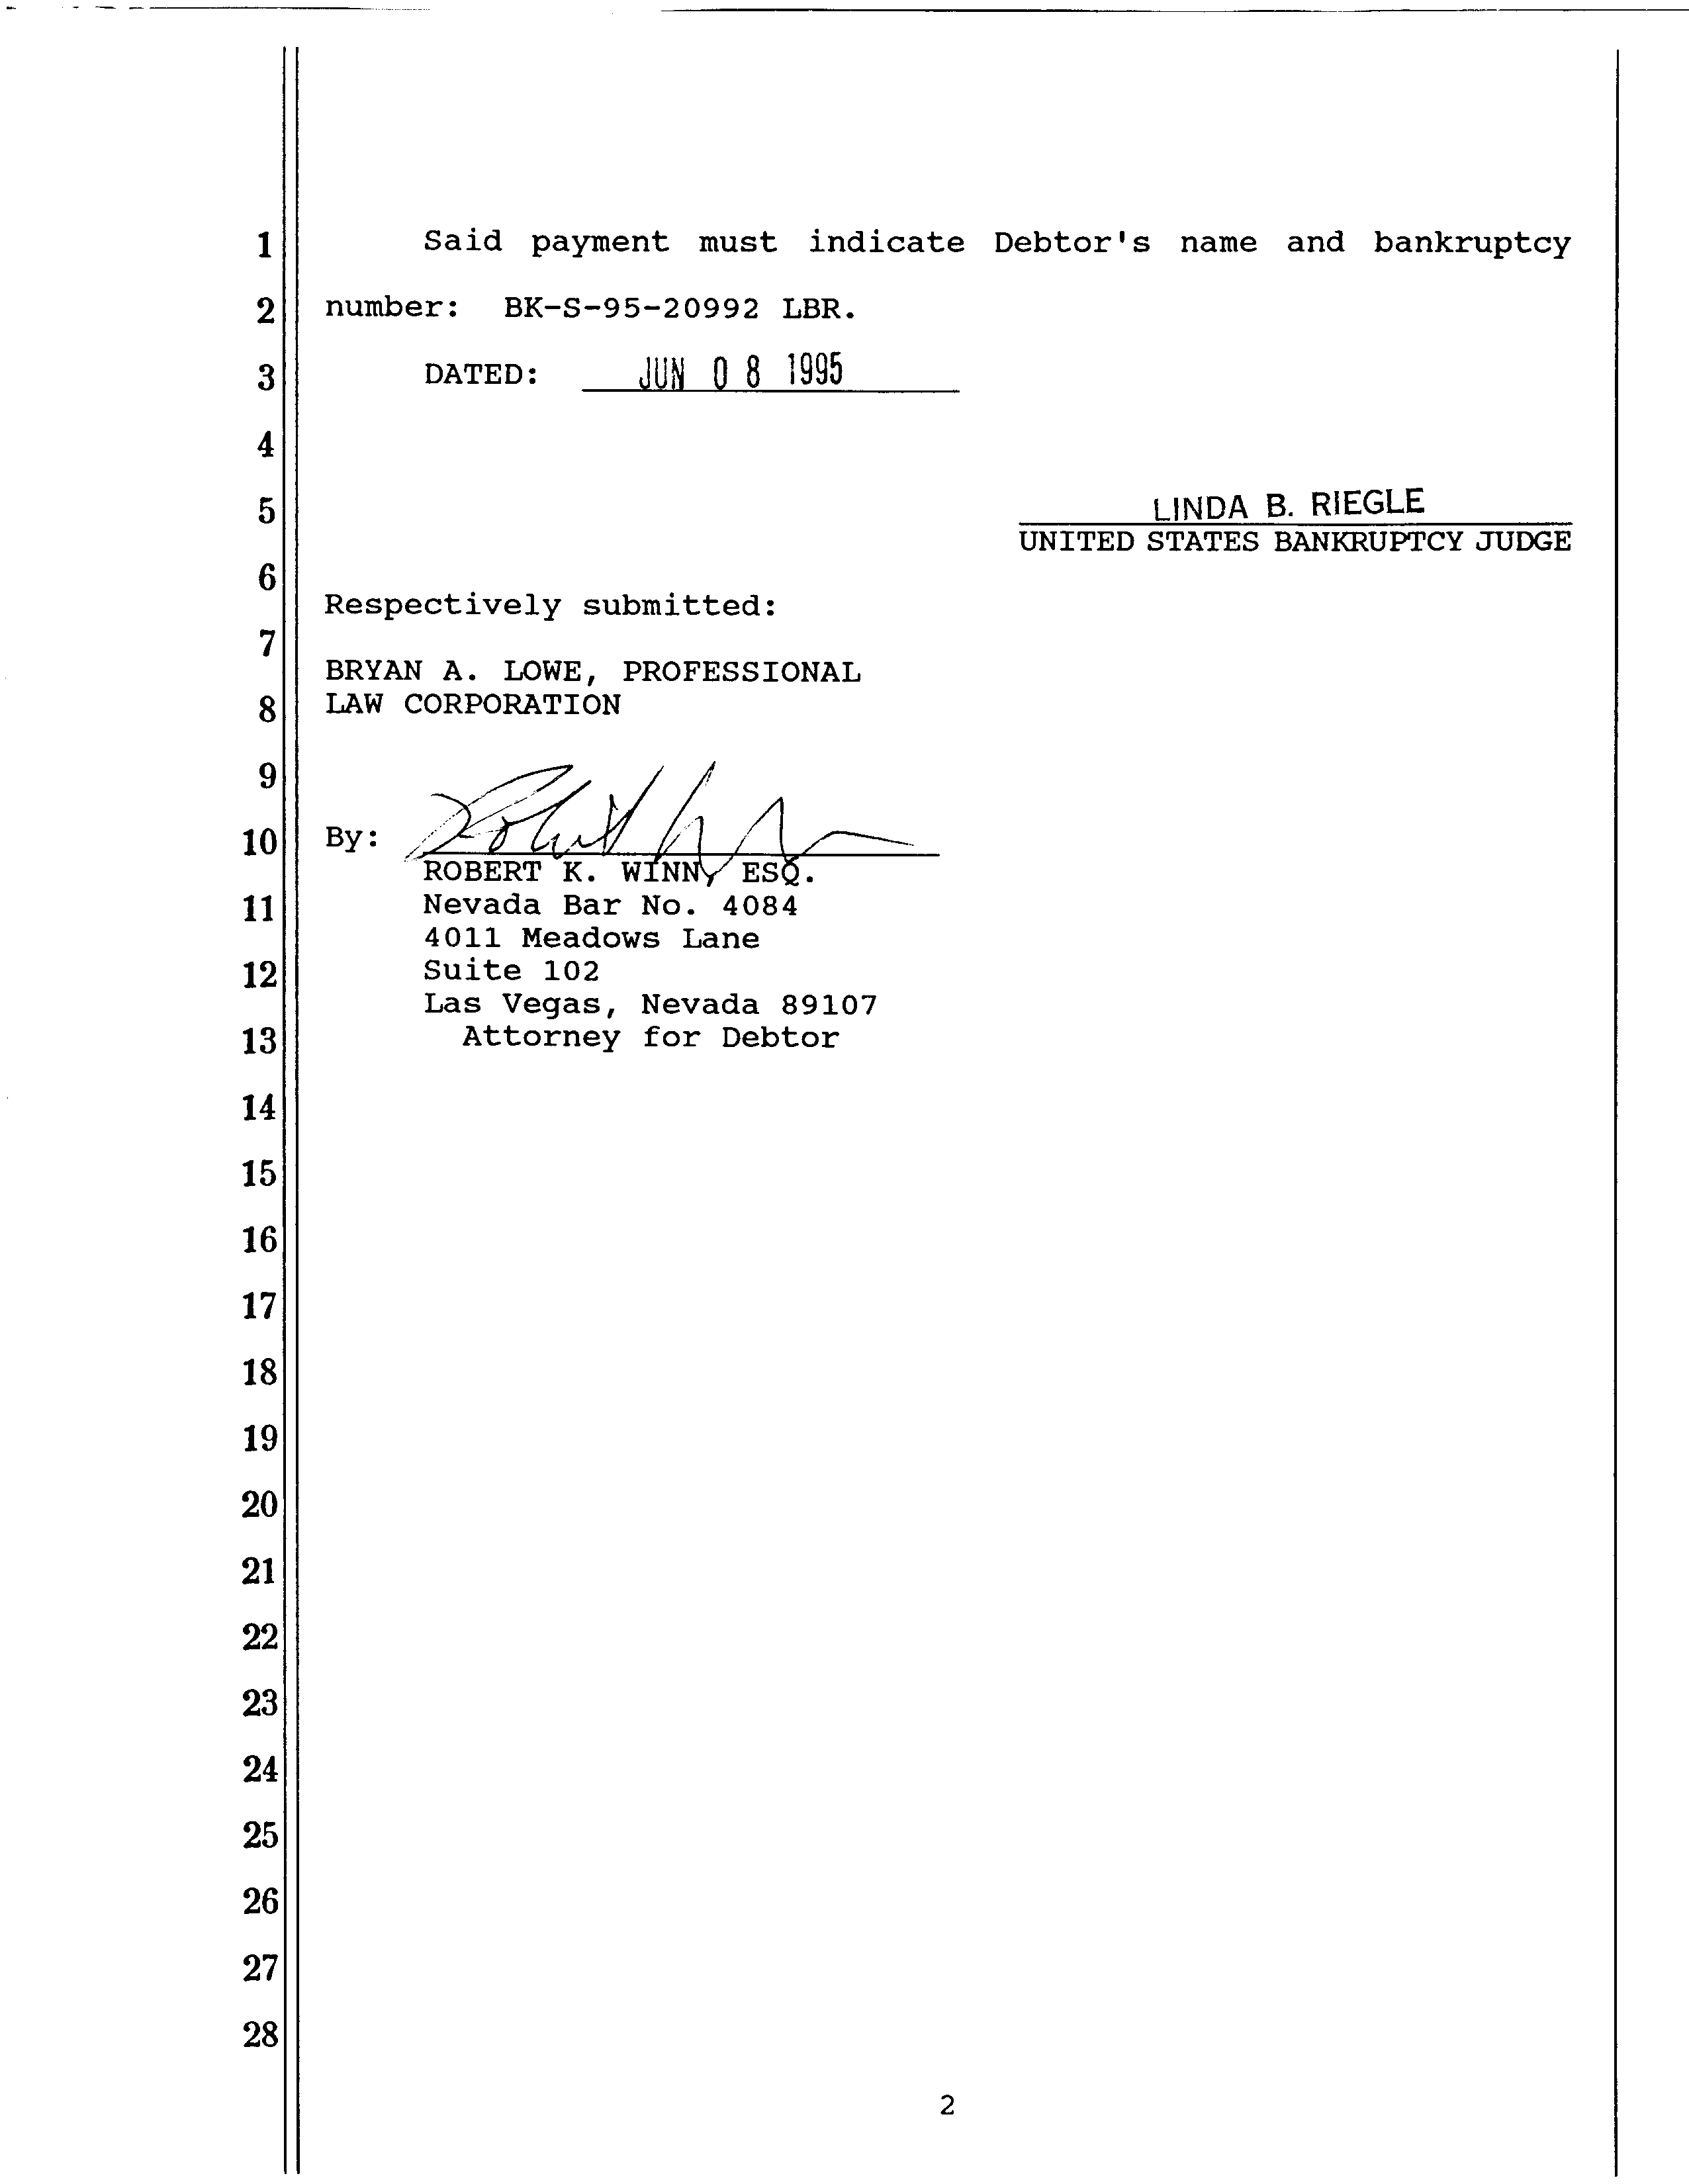 1 Said payment must indicate Debtor's name and bankruptcy
2 number: BK-S-95-20992 LBR.
3 DATED: JUN 08 1995
4
5 LINDA B. RIEGLE
UNITED STATES BANKRUPTCY JUDGE
6
Respectively submitted:
7
BRYAN A. LOWE, PROFESSIONAL
8 LAW CORPORATION
9
10 By:
ROBERT K. WINN, ESQ.
11 Nevada Bar No. 4084
4011 Meadows Lane
12 Suite 102
Las Vegas, Nevada 89107
13 Attorney for Debtor
14
15
16
17
18
19
20
21
22
23
24
25
26
27
28
2